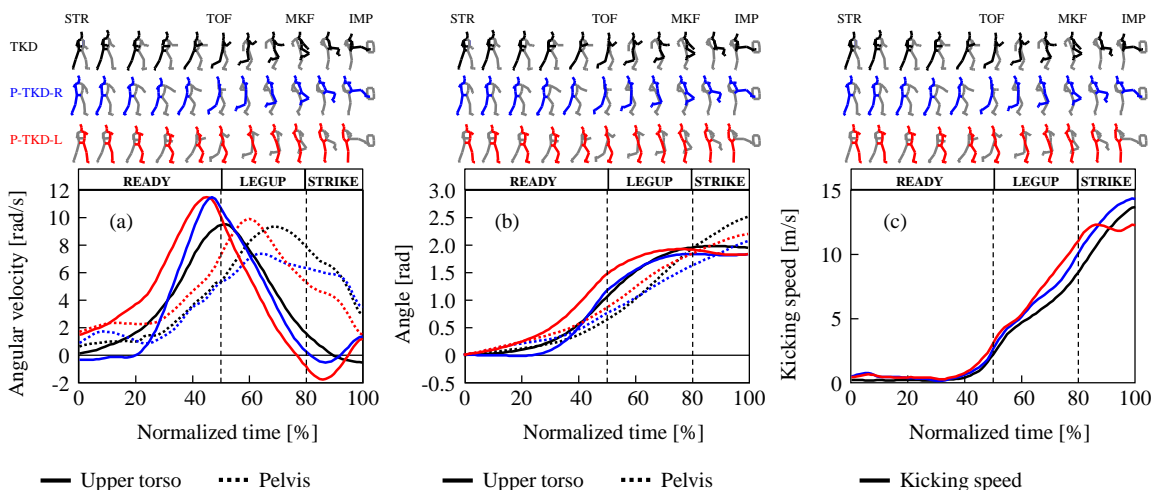 STR TOF MKF IMP STR TOF MKF IMP STR TOF MKF IMP
TKD
P-TKD-R
P-TKD-L
READY LEGUP STRIKE READY LEGUP STRIKE READY LEGUP STRIKE
(a)
12
10
8
6
4
2
0
-2
Angular velocity [rad/s]
0 20 40 60 80 100
Normalized time [%]
(b)
3.0
2.5
2.0
1.5
1.0
0.5
0
-0.5
Angle [rad]
0 20 40 60 80 100
Normalized time [%]
(c)
15
10
5
0
Kicking speed [m/s]
0 20 40 60 80 100
Normalized time [%]
Upper torso Pelvis Upper torso Pelvis Kicking speed